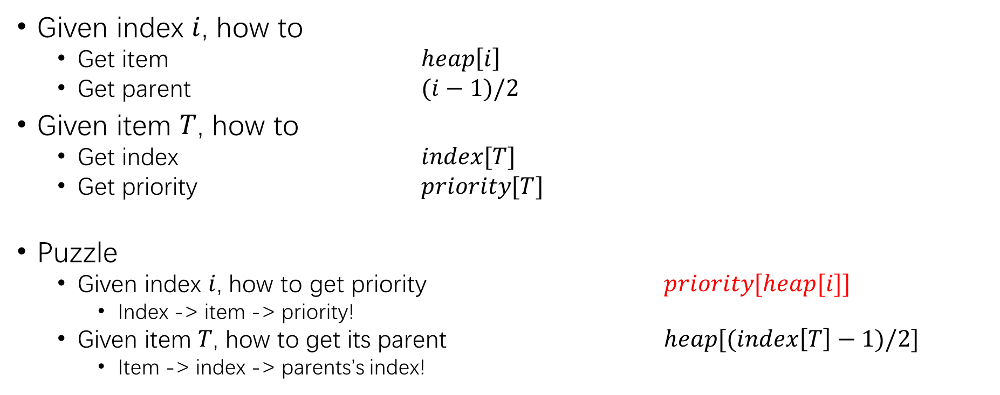 • Given index i, how to
• Get item heap[i]
• Get parent (i − 1)/2
• Given item T, how to
• Get index index[T]
• Get priority priority[T]
• Puzzle
• Given index i, how to get priority priority[heap[i]]
• Index -> item -> priority!
• Given item T, how to get its parent heap[(index[T] − 1)/2]
• Item -> index -> parents's index!